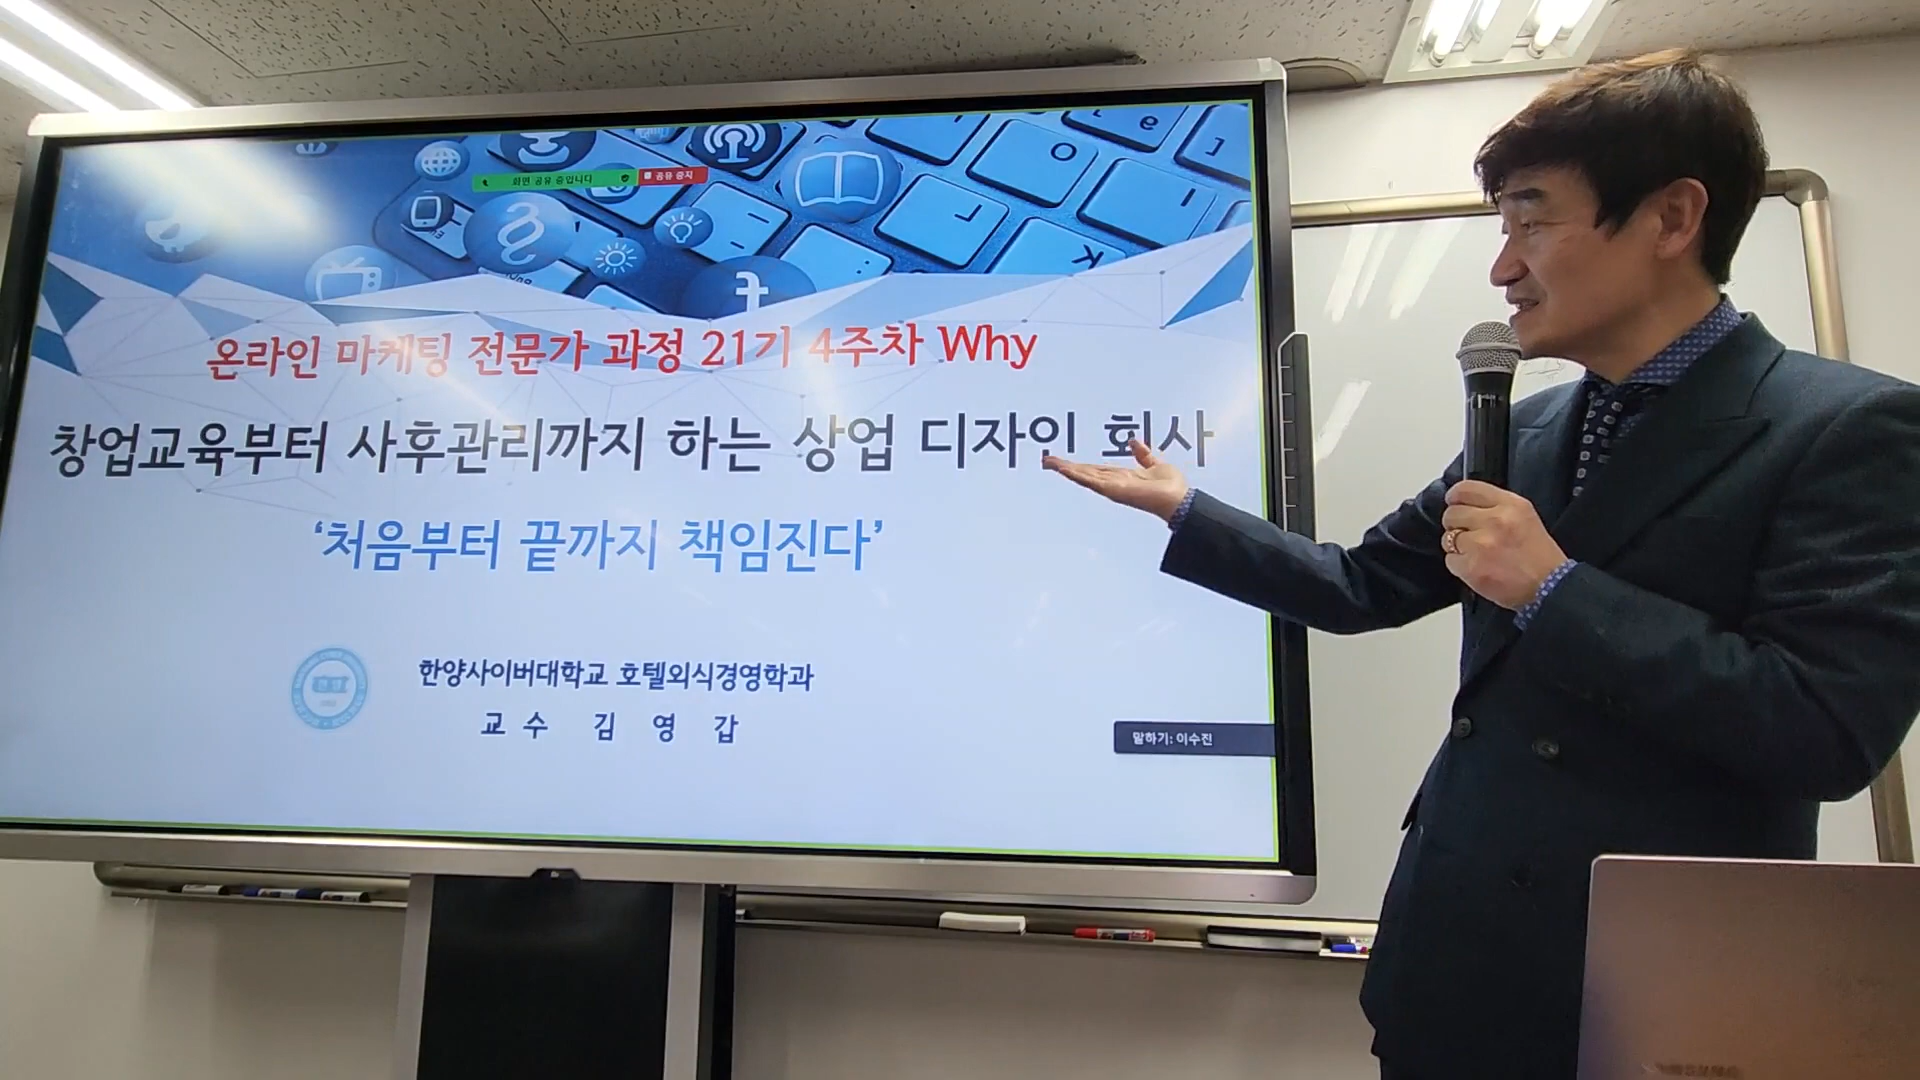 화면 공유 중입니다 공유 중지
온라인 마케팅 전문가 과정 21기 4주차 Why
창업교육부터 사후관리까지 하는 상업 디자인 회사
‘처음부터 끝까지 책임진다’
한양사이버대학교 호텔외식경영학과
교 수 김 영 갑
말하기: 이수진